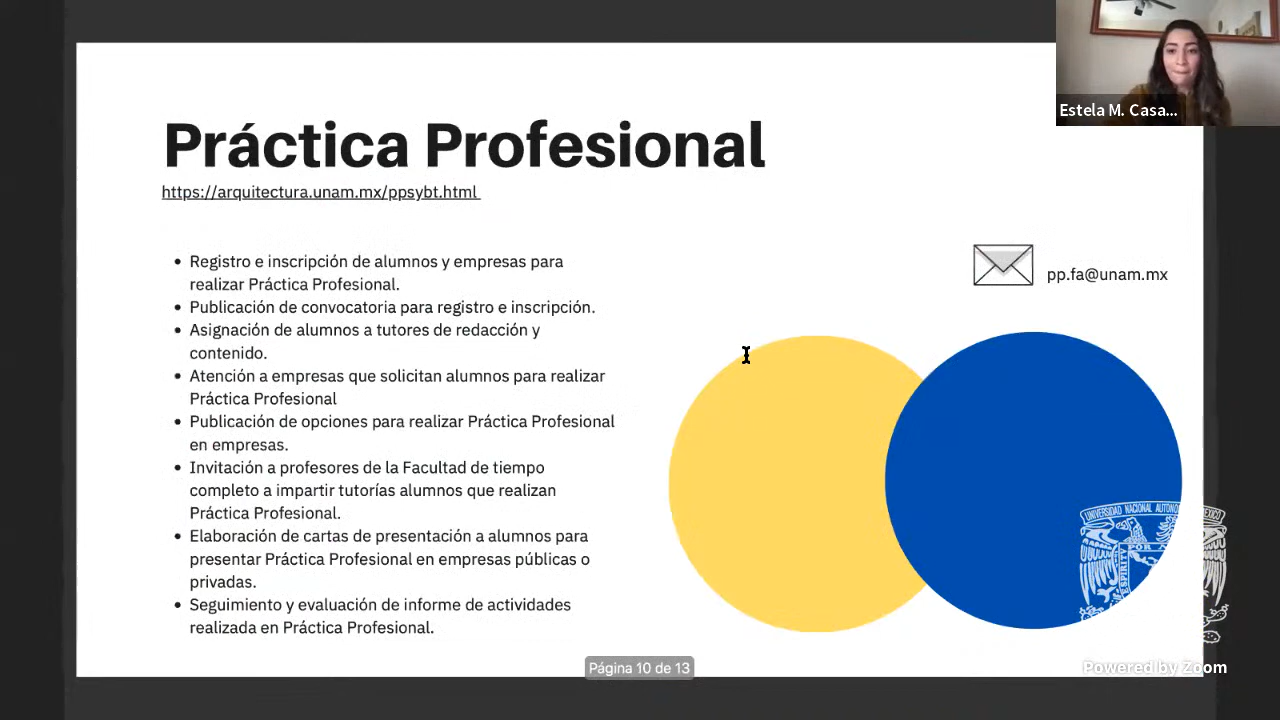 Estela M. Casa...
Práctica Profesional
https://arquitectura.unam.mx/ppsybt.html
pp.fa@unam.mx
• Registro e inscripción de alumnos y empresas para
realizar Práctica Profesional.
• Publicación de convocatoria para registro e inscripción.
• Asignación de alumnos a tutores de redacción y
contenido.
• Atención a empresas que solicitan alumnos para realizar
Práctica Profesional
• Publicación de opciones para realizar Práctica Profesional
en empresas.
• Invitación a profesores de la Facultad de tiempo
completo a impartir tutorías alumnos que realizan
Práctica Profesional.
• Elaboración de cartas de presentación a alumnos para
presentar Práctica Profesional en empresas públicas o
privadas.
• Seguimiento y evaluación de informe de actividades
realizada en Práctica Profesional.
UNIVERSIDAD NACIONAL
POR
Página 10 de 13
Powered by Zoom